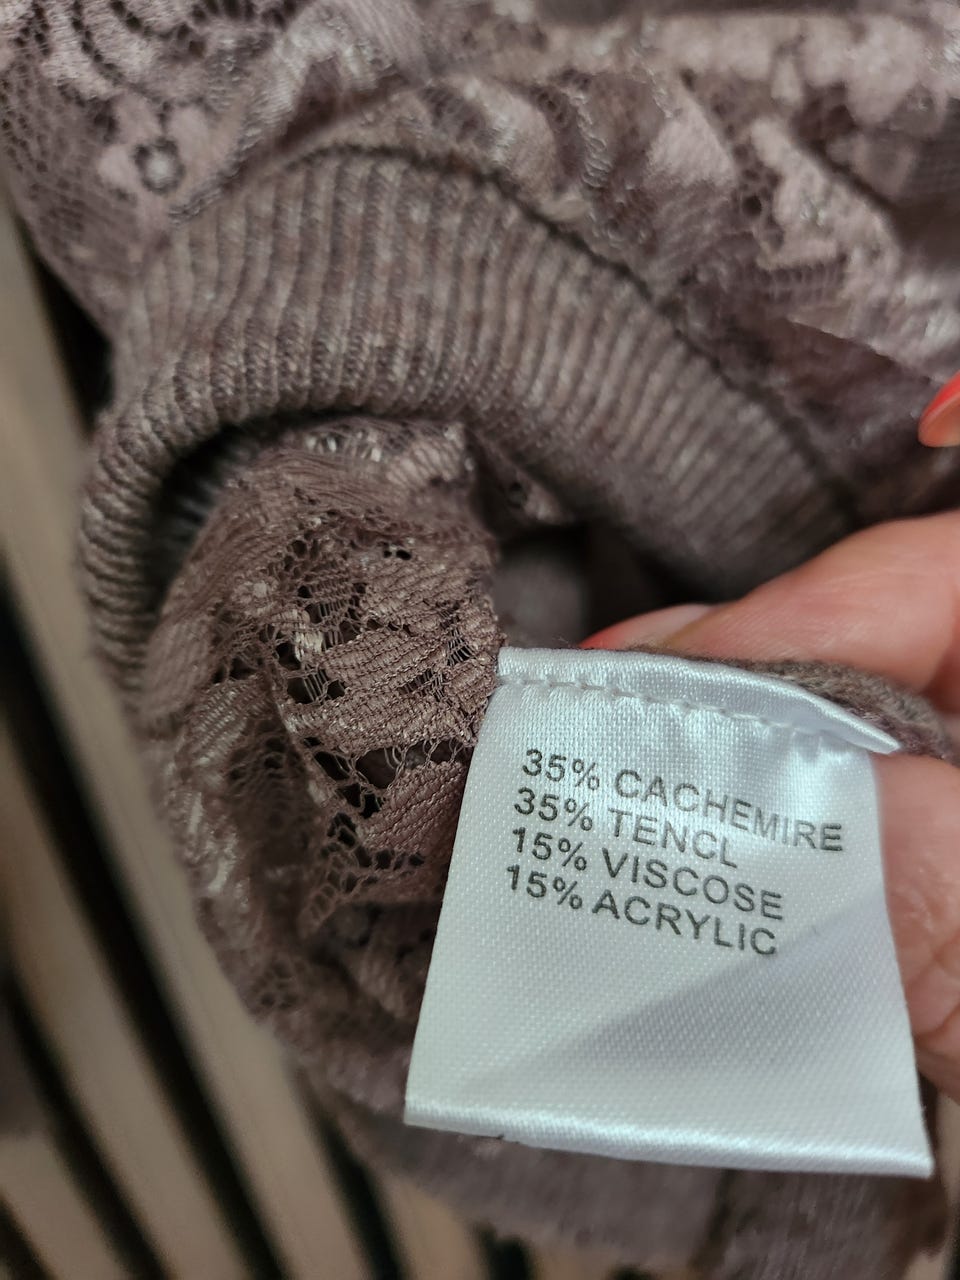 35% CACHEMIRE
35% TENCL
15% VISCOSE
15% ACRYLIC